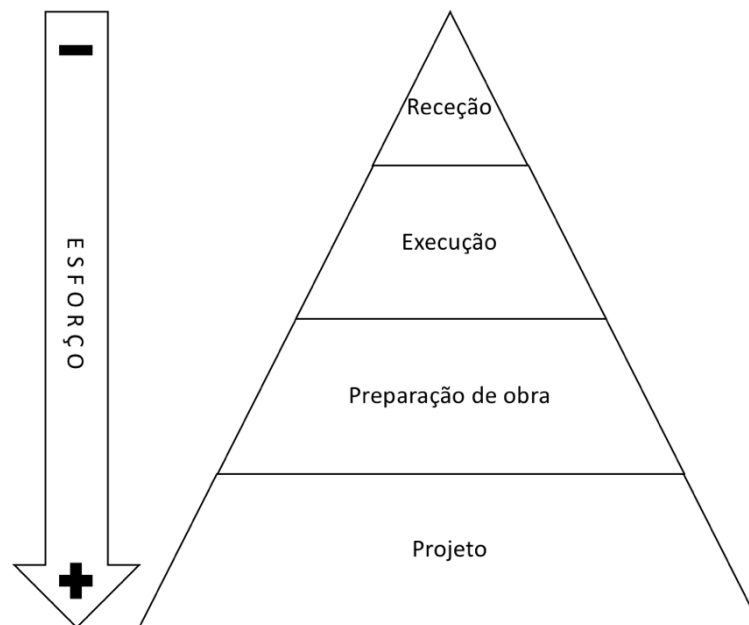 ESFORÇO
Receção
Execução
Preparação de obra
Projeto